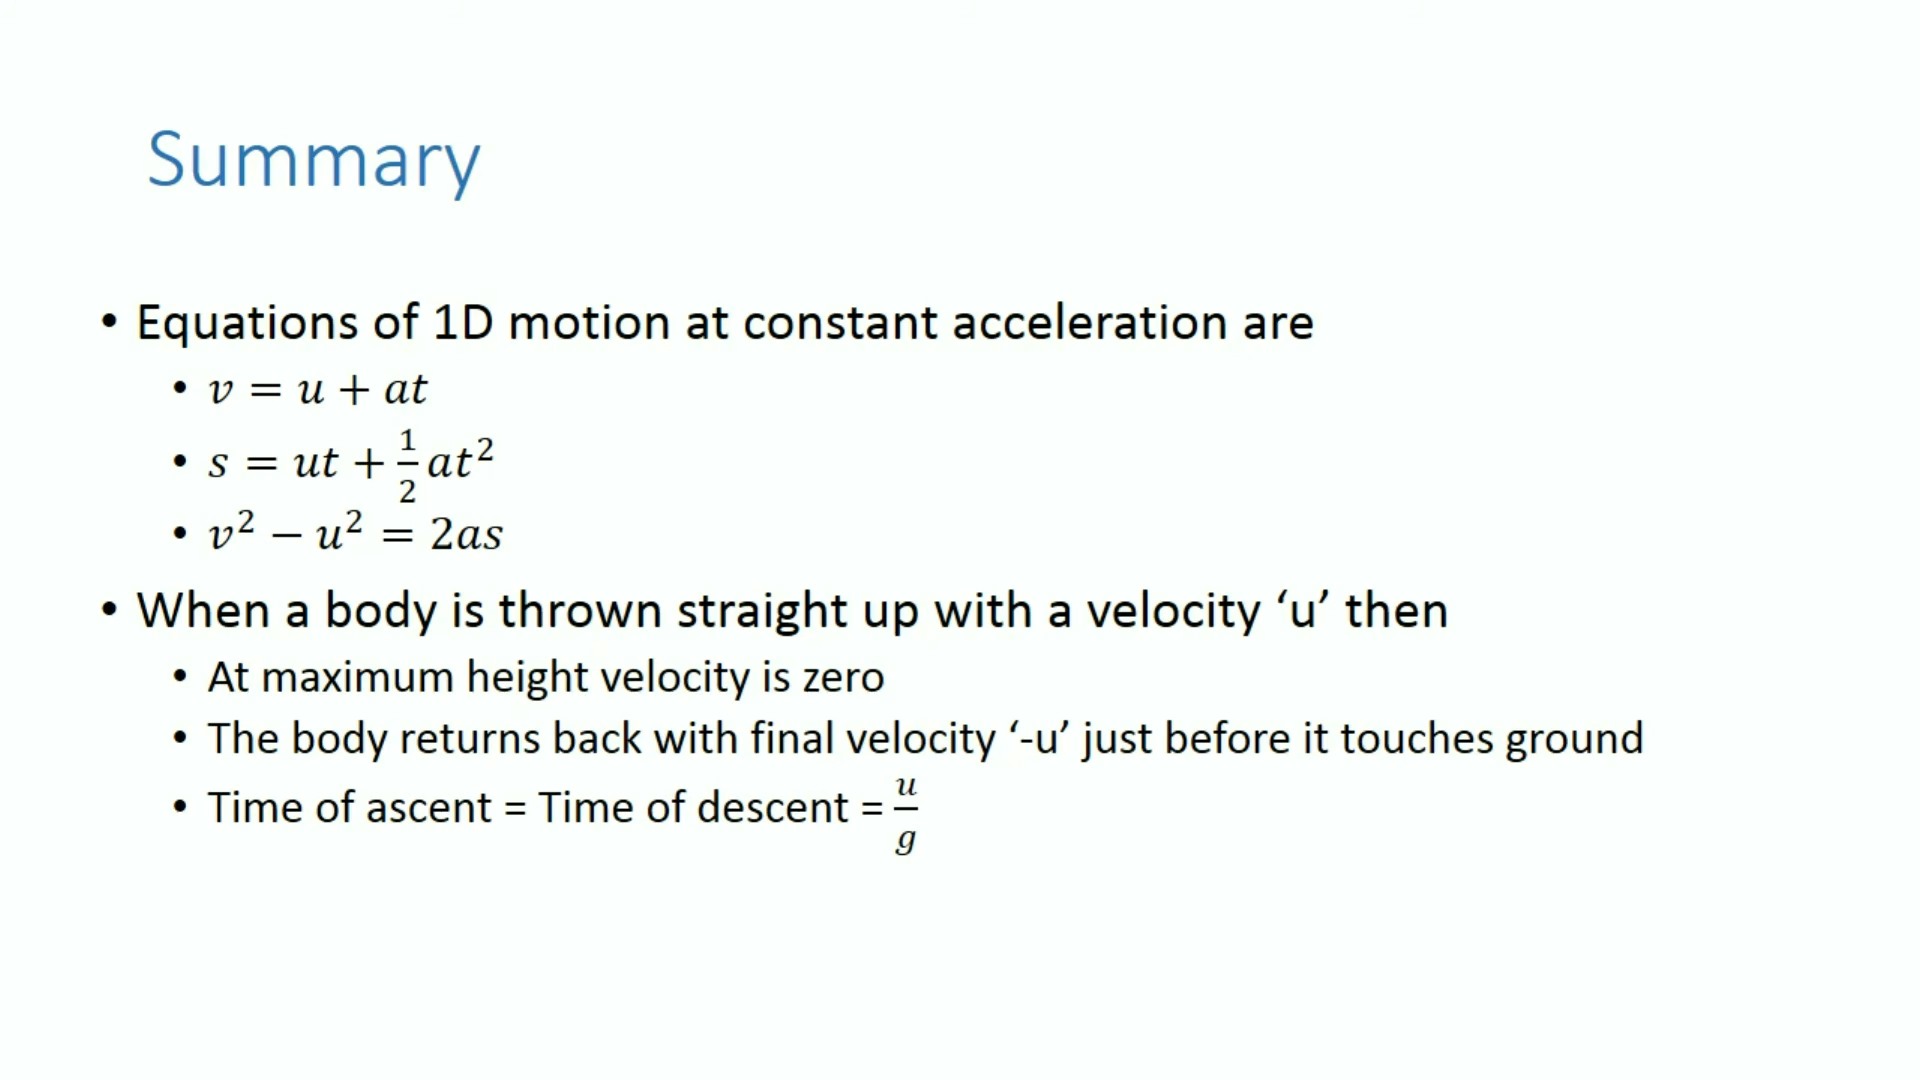 Summary
• Equations of 1D motion at constant acceleration are
• v = u + at
• s = ut + \frac{1}{2} at²
• v² − u² = 2as
• When a body is thrown straight up with a velocity ‘u’ then
• At maximum height velocity is zero
• The body returns back with final velocity ‘-u’ just before it touches ground
• Time of ascent = Time of descent = \frac{u}{g}